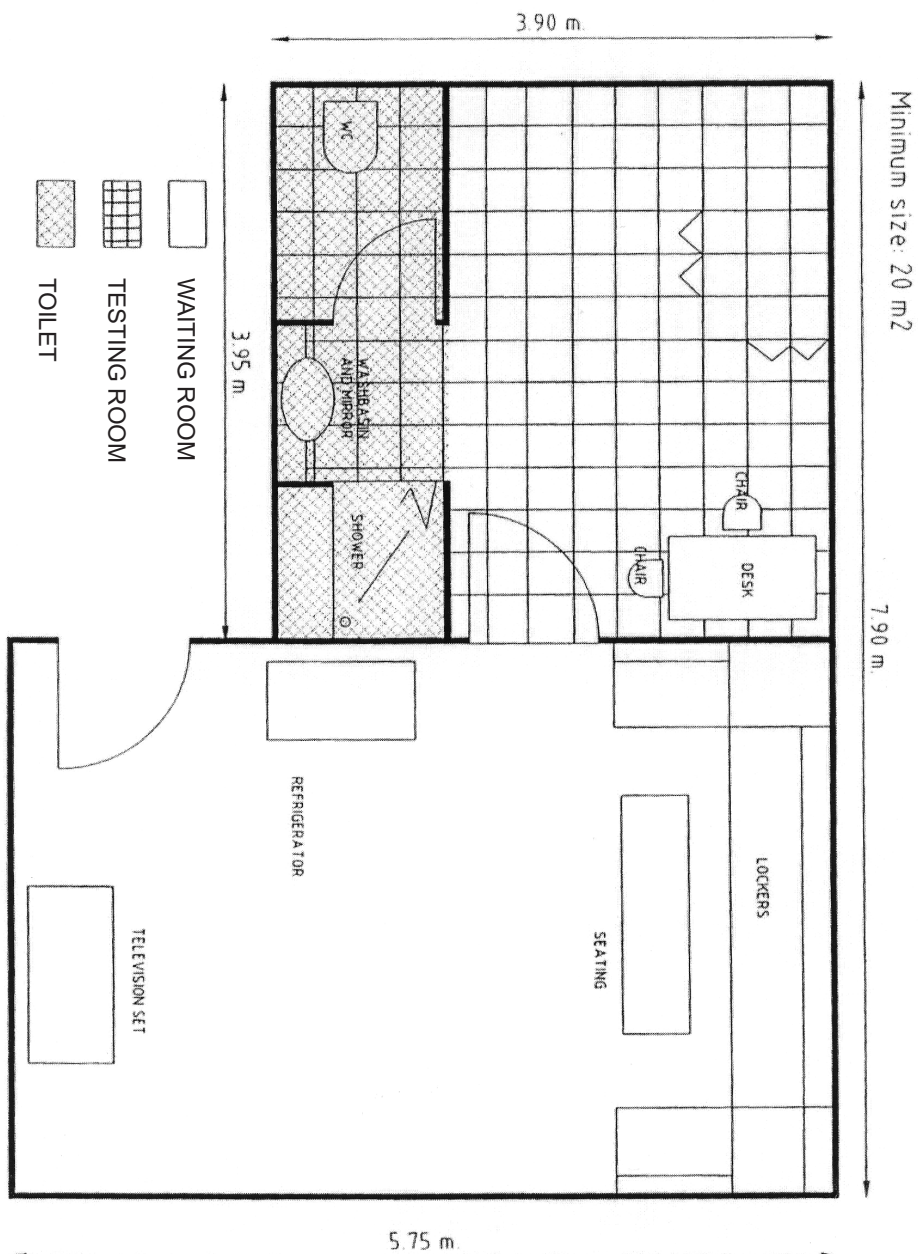 3.90 m.
Minimum size: 20 m2
7.90 m.
WC
WASHBASIN
AND MIRROR
SHOWER
CHAIR
CHAIR
DESK
3.95 m.
WAITING ROOM
TESTING ROOM
TOILET
REFRIGERATOR
LOCKERS
SEATING
TELEVISION SET
5.75 m.